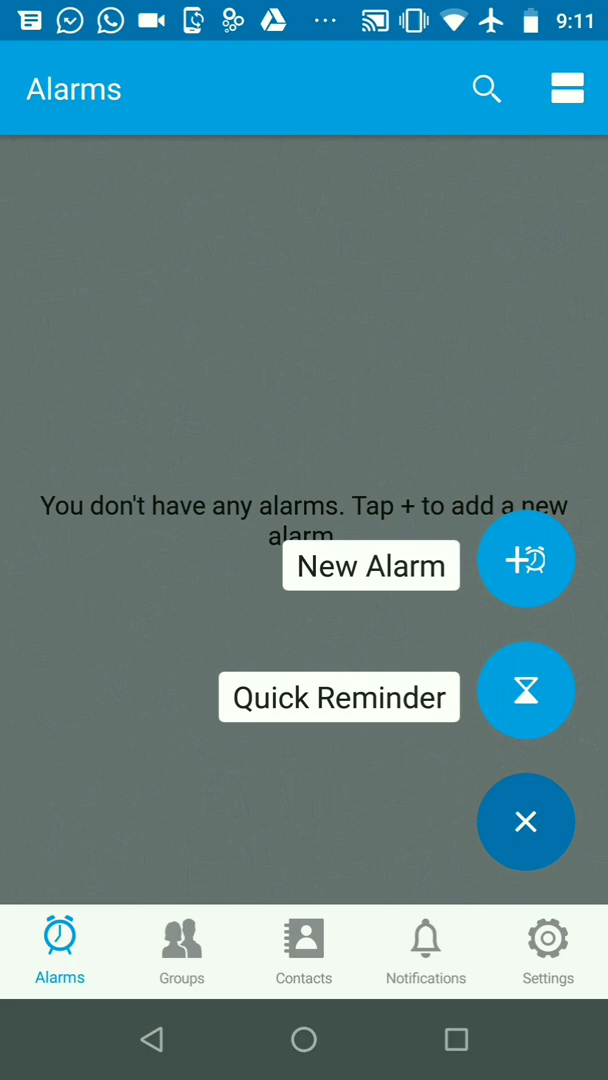 9:11
Alarms
You don't have any alarms. Tap + to add a new
alarm
New Alarm
Quick Reminder
Alarms
Groups
Contacts
Notifications
Settings